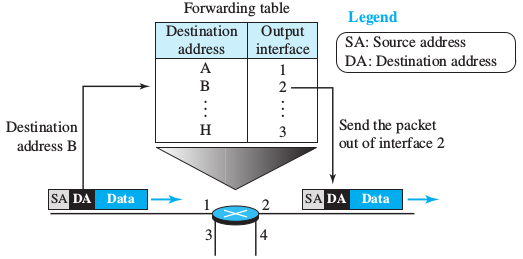 Forwarding table
Legend
Destination address
Output interface
SA: Source address
DA: Destination address
A 1
B 2
⋮ ⋮
H 3
Destination
address B
Send the packet
out of interface 2
SA DA Data
SA DA Data
1 2
3 4